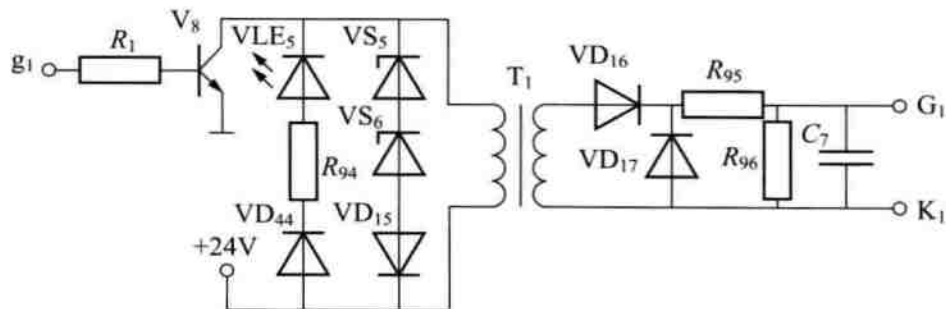 g₁
R₁
V₈
VLE₅
VS₅
VS₆
R₉₄
VD₄₄
VD₁₅
+24V
T₁
VD₁₆
VD₁₇
R₉₅
R₉₆
C₇
G₁
K₁